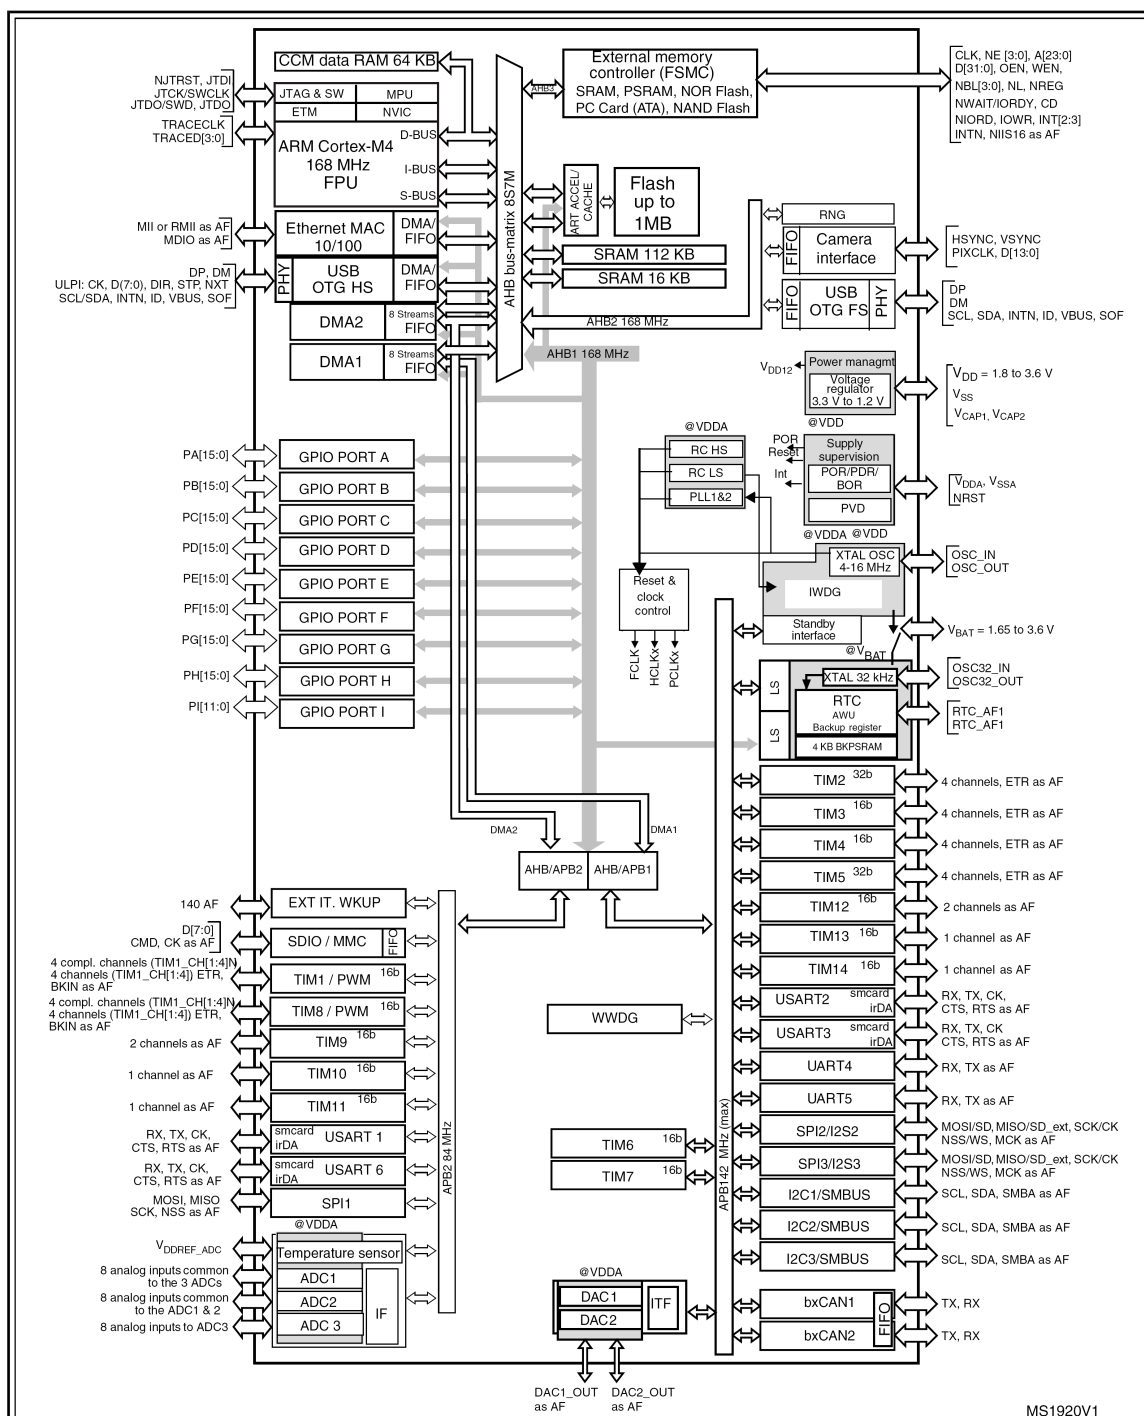 CCM data RAM 64 KB
External memory
controller (FSMC)
SRAM, PSRAM, NOR Flash,
PC Card (ATA), NAND Flash
AHB3
CLK, NE [3:0], A[23:0]
D[31:0], OEN, WEN,
NBL[3:0], NL, NREG
NWAIT/IORDY, CD
NIORD, IOWR, INT[2:3]
INTN, NIIS16 as AF
NJTRST, JTDI
JTCK/SWCLK
JTDO/SWD, JTDO
TRACECLK
TRACED[3:0]
JTAG & SW
MPU
ETM
NVIC
D-BUS
ARM Cortex-M4
168 MHz
FPU
I-BUS
S-BUS
AHB bus-matrix 8S7M
ART ACCEL/
CACHE
Flash
up to
1MB
SRAM 112 KB
SRAM 16 KB
AHB2 168 MHz
AHB1 168 MHz
MII or RMII as AF
MDIO as AF
Ethernet MAC
10/100
DMA/
FIFO
DP, DM
ULPI: CK, D(7:0), DIR, STP, NXT
SCL/SDA, INTN, ID, VBUS, SOF
PHY
USB
OTG HS
DMA/
FIFO
DMA2
8 Streams
FIFO
DMA1
8 Streams
FIFO
RNG
FIFO
Camera
interface
HSYNC, VSYNC
PIXCLK, D[13:0]
FIFO
USB
OTG FS
PHY
DP
DM
SCL, SDA, INTN, ID, VBUS, SOF
VDD12
Power managmt
Voltage
regulator
3.3 V to 1.2 V
@VDD
VDD = 1.8 to 3.6 V
VSS
VCAP1, VCAP2
@VDDA
RC HS
RC LS
PLL1&2
POR
Reset
Int
Supply
supervision
POR/PDR/
BOR
PVD
VDDA, VSSA
NRST
@VDDA @VDD
XTAL OSC
4-16 MHz
OSC_IN
OSC_OUT
IWDG
Reset &
clock
control
FCLK
HCLKx
PCLKx
Standby
interface
VBAT = 1.65 to 3.6 V
@VBAT
LS
LS
XTAL 32 kHz
OSC32_IN
OSC32_OUT
RTC
AWU
Backup register
RTC_AF1
RTC_AF1
4 KB BKPSRAM
PA[15:0]
GPIO PORT A
PB[15:0]
GPIO PORT B
PC[15:0]
GPIO PORT C
PD[15:0]
GPIO PORT D
PE[15:0]
GPIO PORT E
PF[15:0]
GPIO PORT F
PG[15:0]
GPIO PORT G
PH[15:0]
GPIO PORT H
PI[11:0]
GPIO PORT I
DMA2
DMA1
AHB/APB2
AHB/APB1
140 AF
EXT IT. WKUP
D[7:0]
CMD, CK as AF
SDIO / MMC
FIFO
4 compl. channels (TIM1_CH[1:4]N
4 channels (TIM1_CH[1:4]) ETR,
BKIN as AF
TIM1 / PWM 16b
4 compl. channels (TIM1_CH[1:4]N
4 channels (TIM1_CH[1:4]) ETR,
BKIN as AF
TIM8 / PWM 16b
2 channels as AF
TIM9 16b
1 channel as AF
TIM10 16b
1 channel as AF
TIM11 16b
RX, TX, CK,
CTS, RTS as AF
smcard
irDA
USART 1
RX, TX, CK,
CTS, RTS as AF
smcard
irDA
USART 6
MOSI, MISO
SCK, NSS as AF
SPI1
@VDDA
VDDREF_ADC
Temperature sensor
8 analog inputs common
to the 3 ADCs
ADC1
8 analog inputs common
to the ADC1 & 2
ADC2
8 analog inputs to ADC3
ADC 3
IF
APB2 84 MHz
WWDG
TIM6 16b
TIM7 16b
@VDDA
DAC1
DAC2
ITF
DAC1_OUT
as AF
DAC2_OUT
as AF
APB142 MHz (max)
TIM2 32b
4 channels, ETR as AF
TIM3 16b
4 channels, ETR as AF
TIM4 16b
4 channels, ETR as AF
TIM5 32b
4 channels, ETR as AF
TIM12 16b
2 channels as AF
TIM13 16b
1 channel as AF
TIM14 16b
1 channel as AF
USART2
smcard
irDA
RX, TX, CK,
CTS, RTS as AF
USART3
smcard
irDA
RX, TX, CK
CTS, RTS as AF
UART4
RX, TX as AF
UART5
RX, TX as AF
SPI2/I2S2
MOSI/SD, MISO/SD_ext, SCK/CK
NSS/WS, MCK as AF
SPI3/I2S3
MOSI/SD, MISO/SD_ext, SCK/CK
NSS/WS, MCK as AF
I2C1/SMBUS
SCL, SDA, SMBA as AF
I2C2/SMBUS
SCL, SDA, SMBA as AF
I2C3/SMBUS
SCL, SDA, SMBA as AF
bxCAN1
TX, RX
bxCAN2
FIFO
TX, RX
MS1920V1